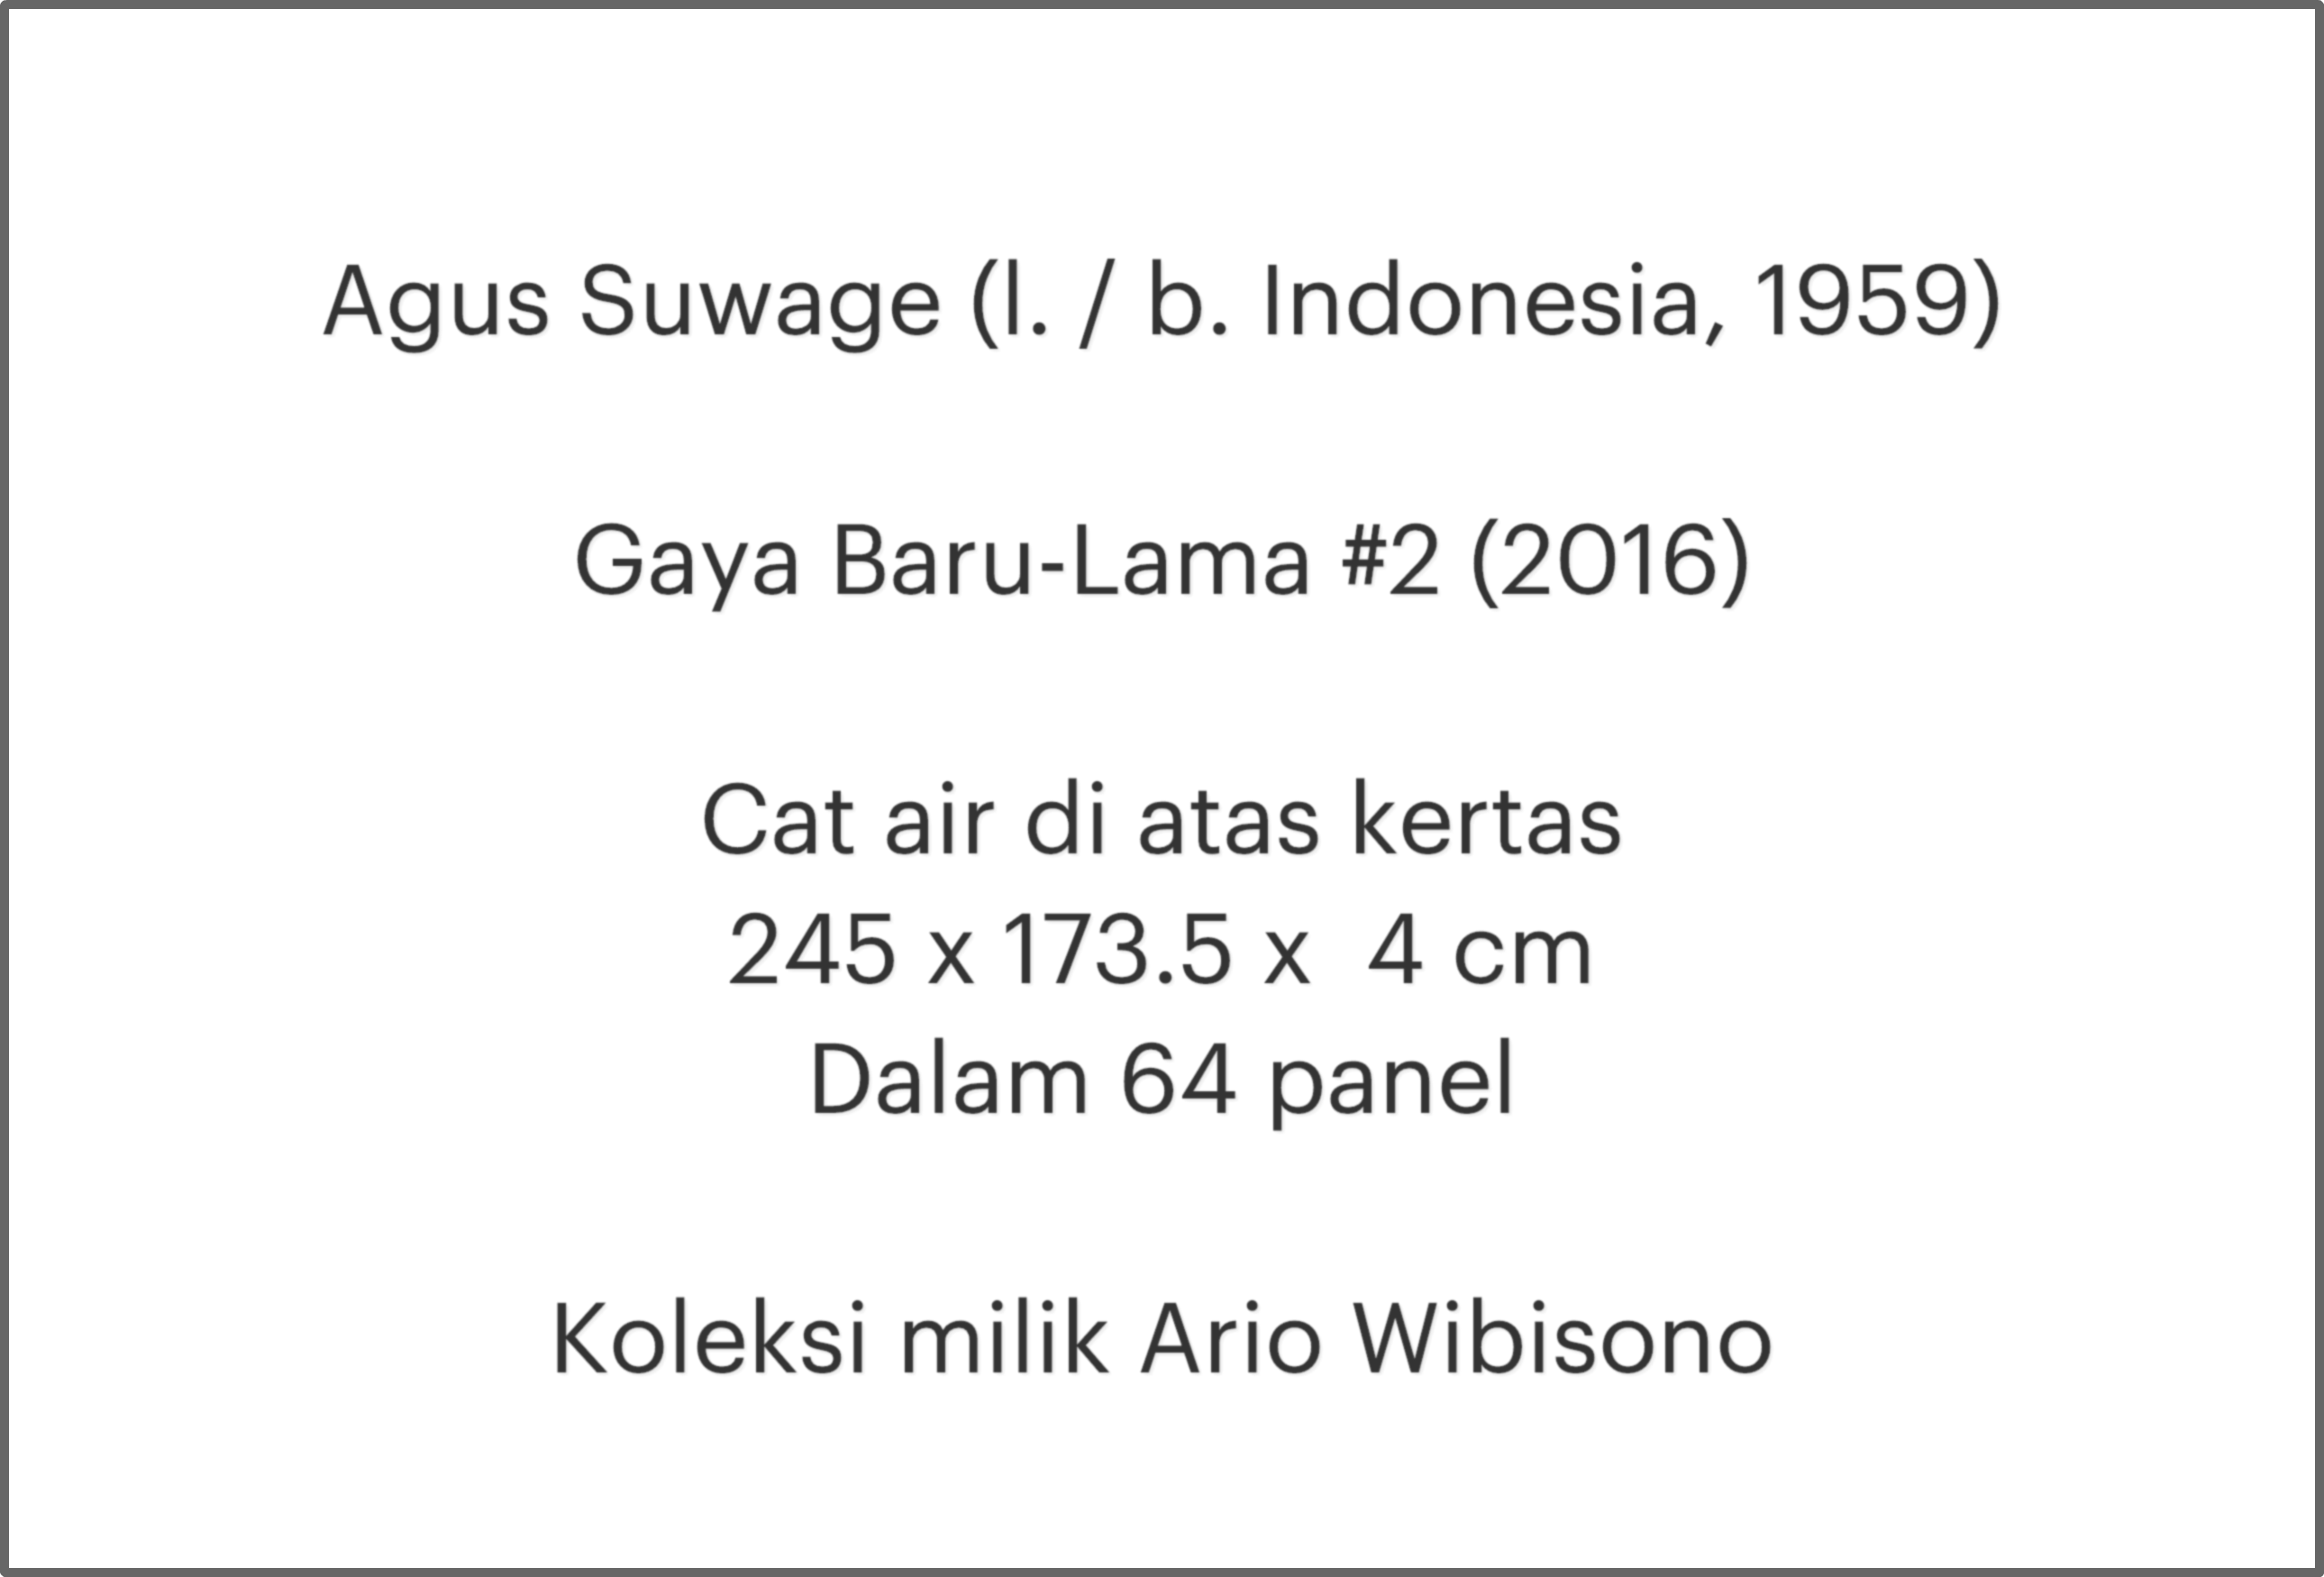 Agus Suwage (l. / b. Indonesia, 1959)
Gaya Baru-Lama #2 (2016)
Cat air di atas kertas
245 x 173.5 x  4 cm
Dalam 64 panel
Koleksi milik Ario Wibisono